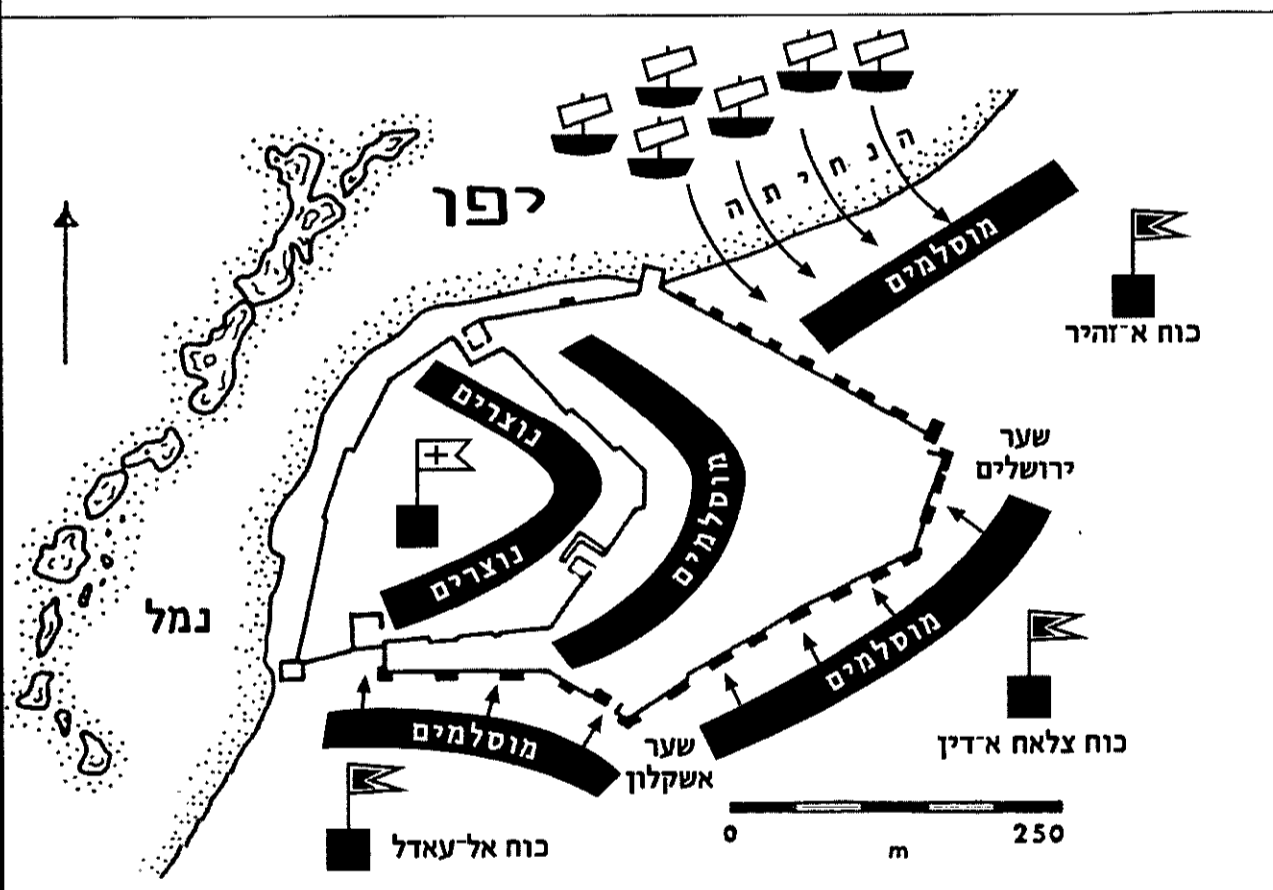 יפו
הנחיתה
מוסלמים
כוח א־זהיר
נוצרים
נוצרים
מוסלמים
שער
ירושלים
נמל
מוסלמים
כוח צלאח א־דין
מוסלמים
שער
אשקלון
כוח אל־עאדל
0 250
m